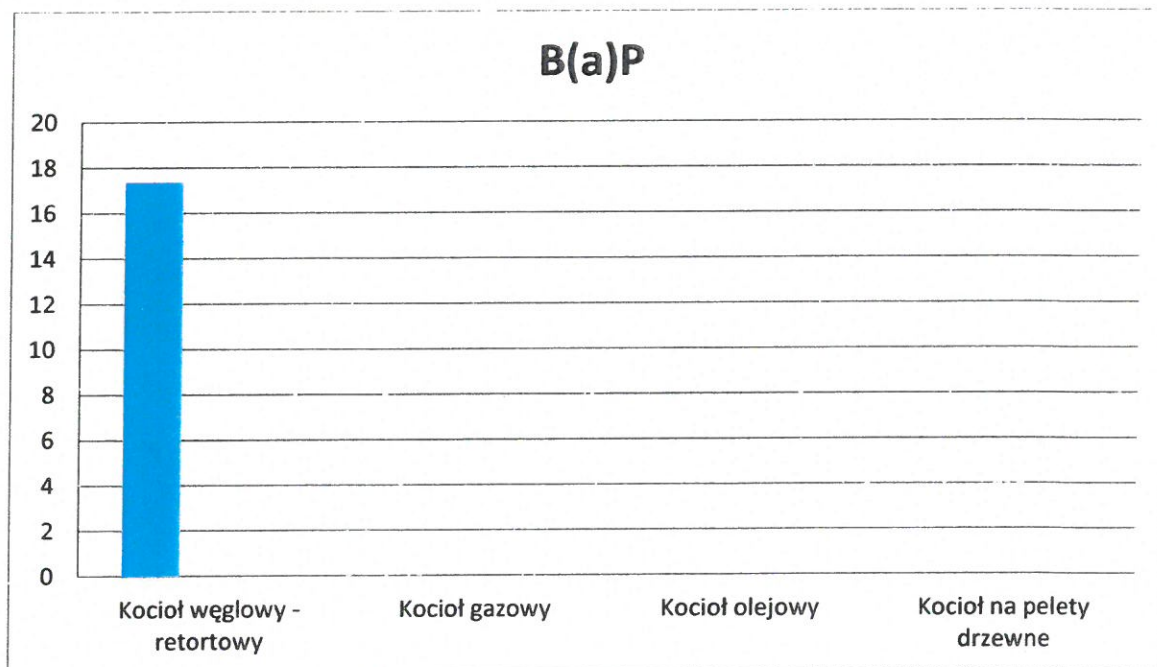 B(a)P
20
18
16
14
12
10
8
6
4
2
0
Kocioł węglowy -
retortowy
Kocioł gazowy
Kocioł olejowy
Kocioł na pelety
drzewne